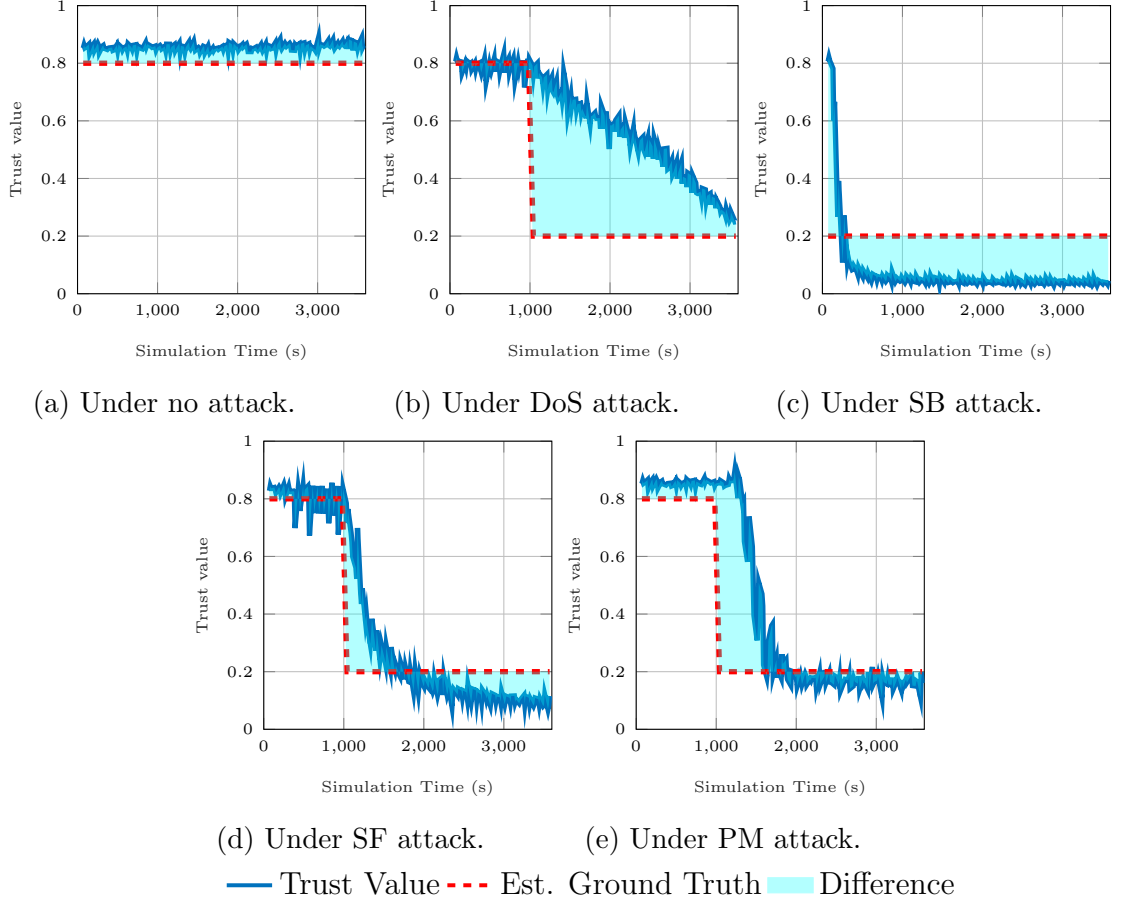 1
0.8
0.6
0.4
0.2
0
0 1,000 2,000 3,000
Trust value
Simulation Time (s)
(a) Under no attack.
1
0.8
0.6
0.4
0.2
0
0 1,000 2,000 3,000
Trust value
Simulation Time (s)
(b) Under DoS attack.
1
0.8
0.6
0.4
0.2
0
0 1,000 2,000 3,000
Trust value
Simulation Time (s)
(c) Under SB attack.
1
0.8
0.6
0.4
0.2
0
0 1,000 2,000 3,000
Trust value
Simulation Time (s)
(d) Under SF attack.
1
0.8
0.6
0.4
0.2
0
0 1,000 2,000 3,000
Trust value
Simulation Time (s)
(e) Under PM attack.
Trust Value Est. Ground Truth Difference